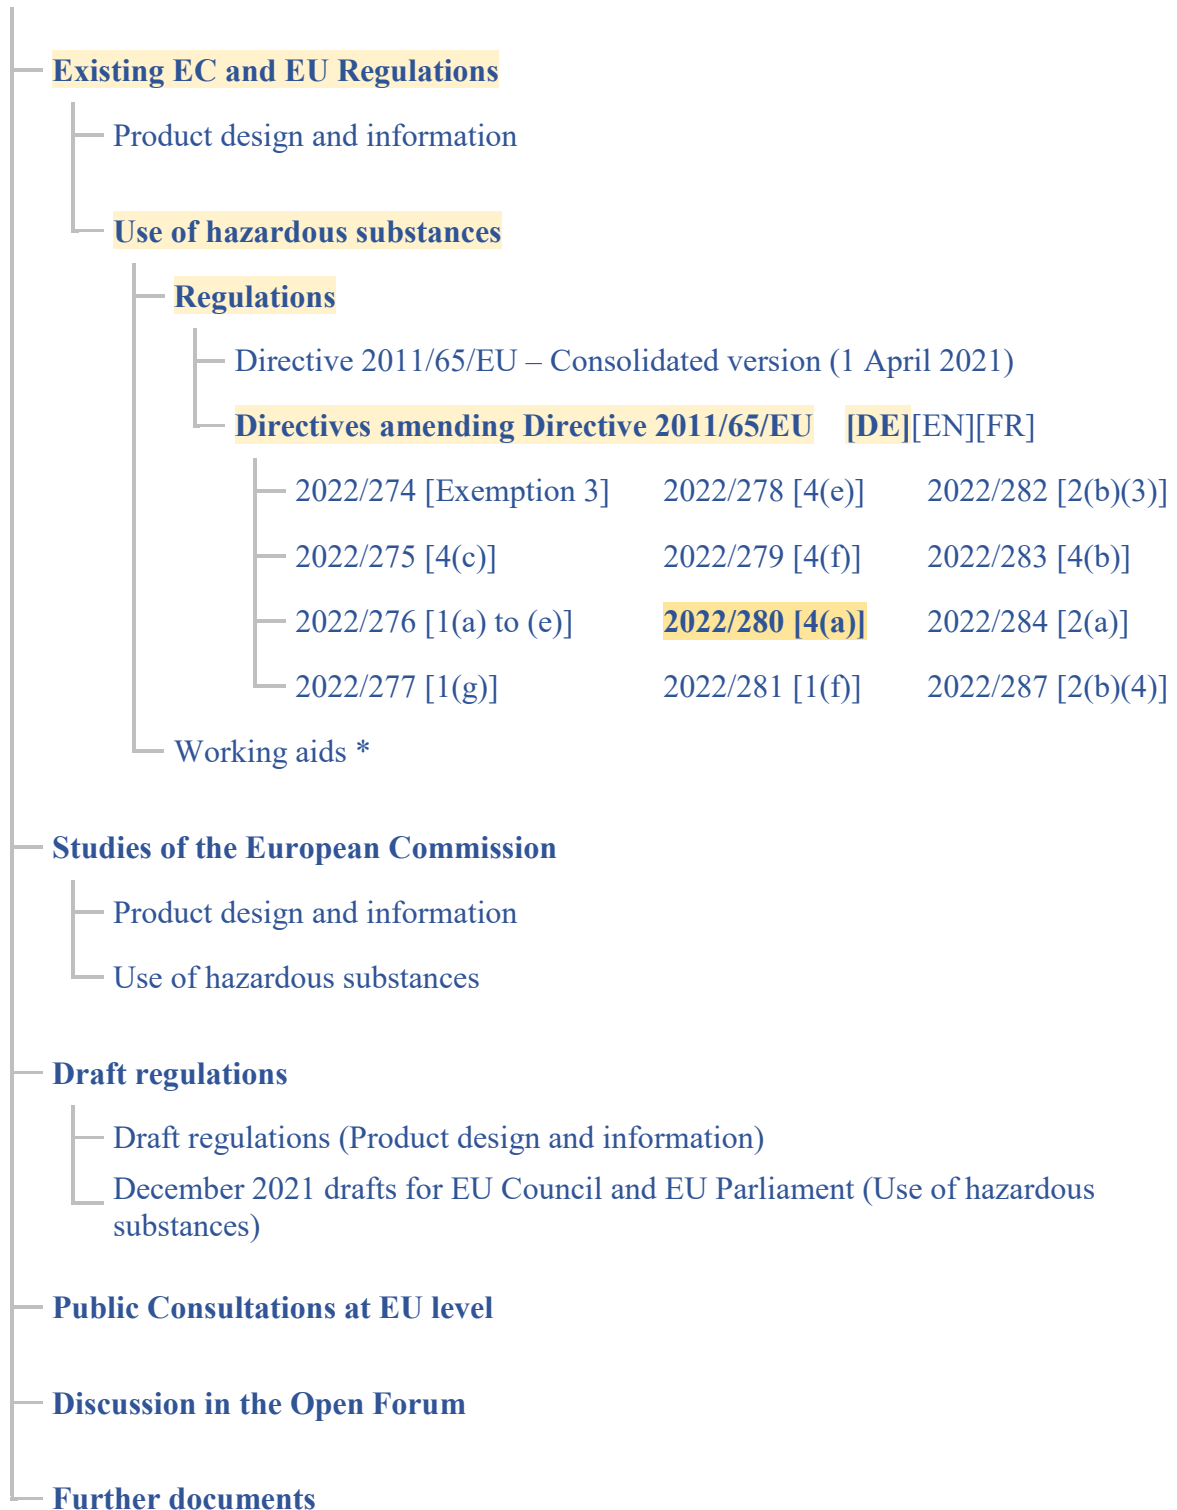 Existing EC and EU Regulations
Product design and information
Use of hazardous substances
Regulations
Directive 2011/65/EU – Consolidated version (1 April 2021)
Directives amending Directive 2011/65/EU [DE][EN][FR]
2022/274 [Exemption 3] 2022/278 [4(e)] 2022/282 [2(b)(3)]
2022/275 [4(c)] 2022/279 [4(f)] 2022/283 [4(b)]
2022/276 [1(a) to (e)] 2022/280 [4(a)] 2022/284 [2(a)]
2022/277 [1(g)] 2022/281 [1(f)] 2022/287 [2(b)(4)]
Working aids *
Studies of the European Commission
Product design and information
Use of hazardous substances
Draft regulations
Draft regulations (Product design and information)
December 2021 drafts for EU Council and EU Parliament (Use of hazardous
substances)
Public Consultations at EU level
Discussion in the Open Forum
Further documents